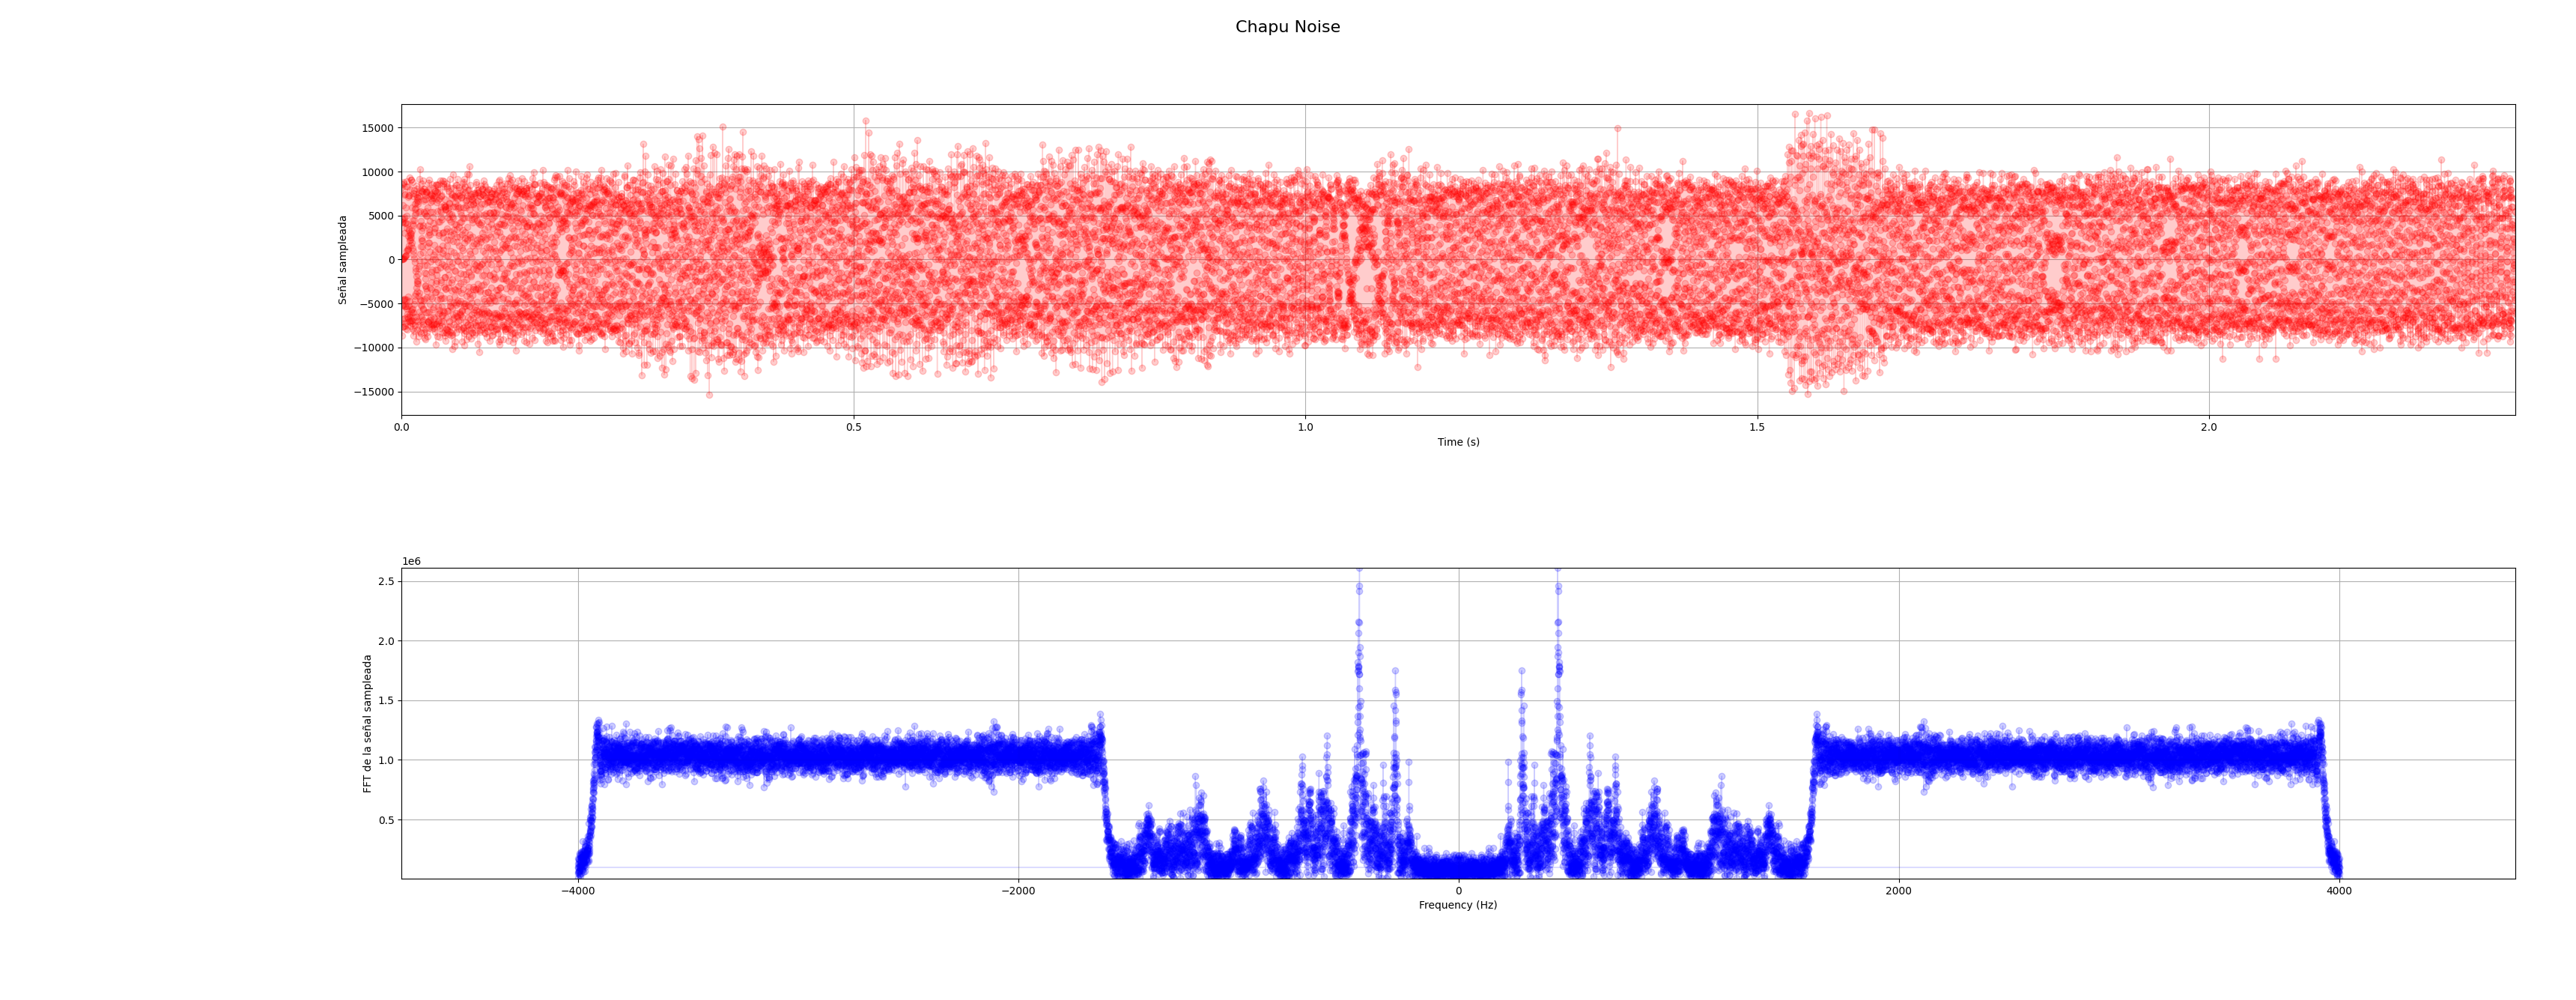 Chapu Noise
15000
10000
5000
0
−5000
−10000
−15000
Señal sampleada
0.0 0.5 1.0 1.5 2.0
Time (s)
1e6
2.5
2.0
1.5
1.0
0.5
FFT de la señal sampleada
−4000 −2000 0 2000 4000
Frequency (Hz)